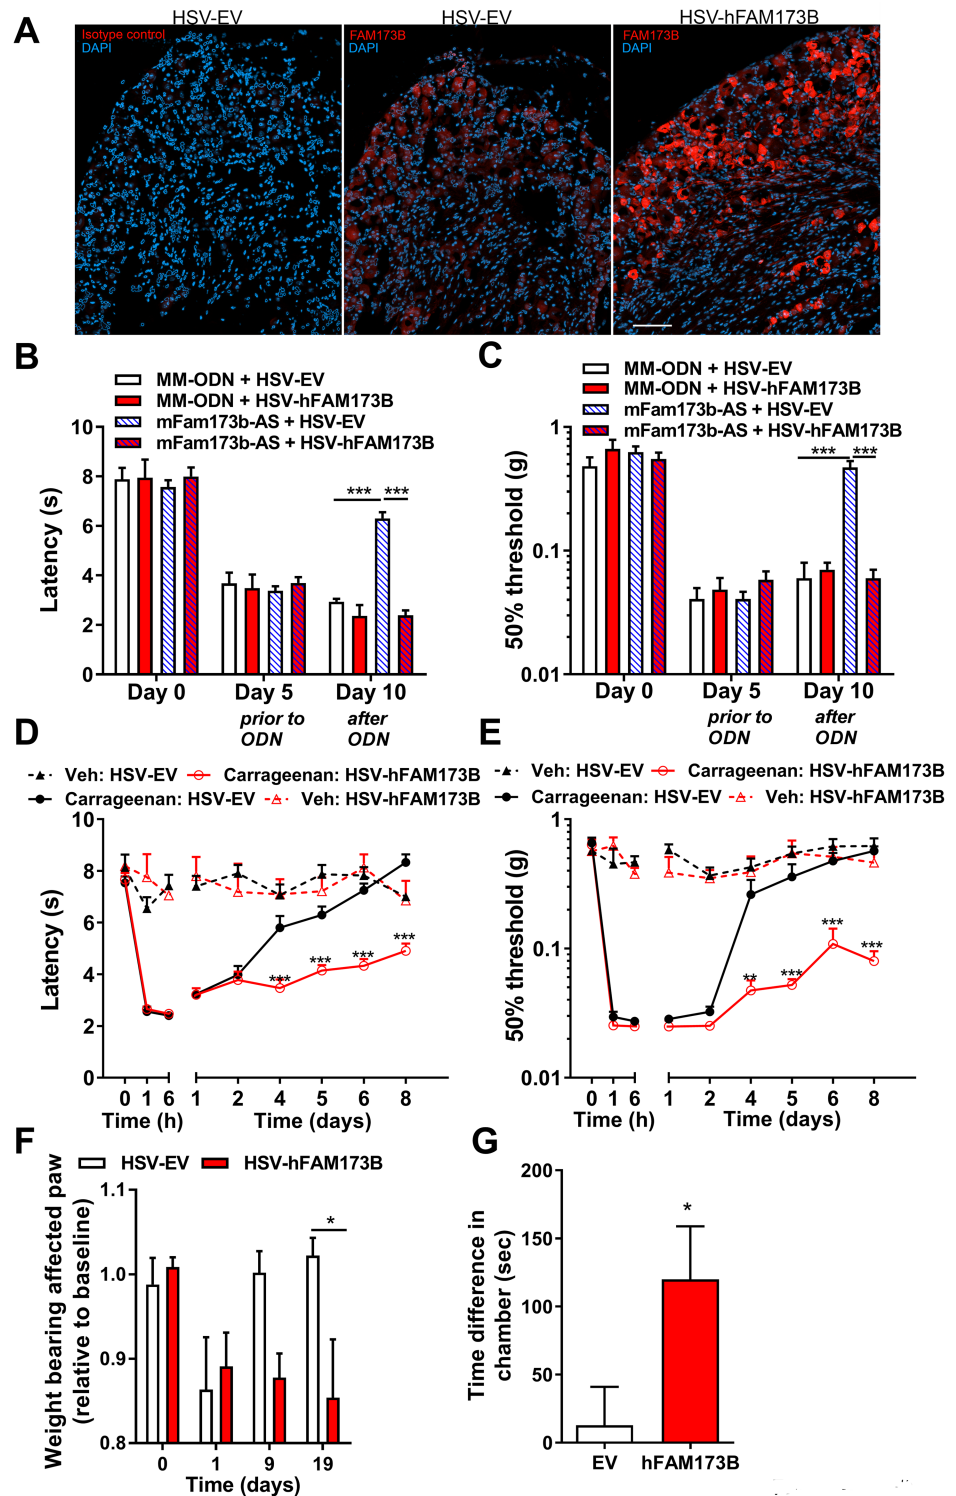 A
HSV-EV
HSV-EV
HSV-hFAM173B
Isotype control
DAPI
FAM173B
DAPI
FAM173B
DAPI
B
MM-ODN + HSV-EV
MM-ODN + HSV-hFAM173B
mFam173b-AS + HSV-EV
mFam173b-AS + HSV-hFAM173B
Latency (s)
10
8
6
4
2
0
*** ***
Day 0 Day 5 Day 10
prior to ODN
after ODN
C
MM-ODN + HSV-EV
MM-ODN + HSV-hFAM173B
mFam173b-AS + HSV-EV
mFam173b-AS + HSV-hFAM173B
50% threshold (g)
1
0.1
0.01
*** ***
Day 0 Day 5 Day 10
prior to ODN
after ODN
D
Veh: HSV-EV Carrageenan: HSV-hFAM173B
Carrageenan: HSV-EV Veh: HSV-hFAM173B
Latency (s)
10
8
6
4
2
0
*** *** *** ***
0 1 6 1 2 4 5 6 8
Time (h) Time (days)
E
Veh: HSV-EV Carrageenan: HSV-hFAM173B
Carrageenan: HSV-EV Veh: HSV-hFAM173B
50% threshold (g)
1
0.1
0.01
** *** *** ***
0 1 6 1 2 4 5 6 8
Time (h) Time (days)
F
HSV-EV HSV-hFAM173B
Weight bearing affected paw
(relative to baseline)
1.1
1.0
0.9
0.8
*
0 1 9 19
Time (days)
G
Time difference in
chamber (sec)
200
150
100
50
0
*
EV hFAM173B